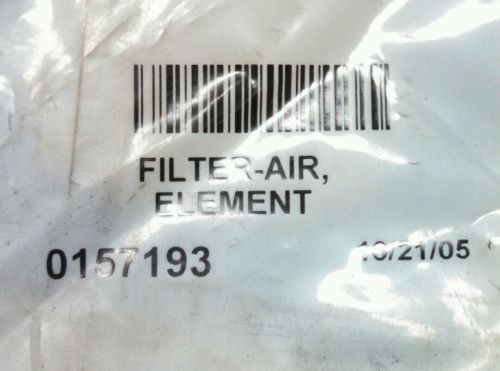 FILTER-AIR,
ELEMENT
0157193
10/21/05